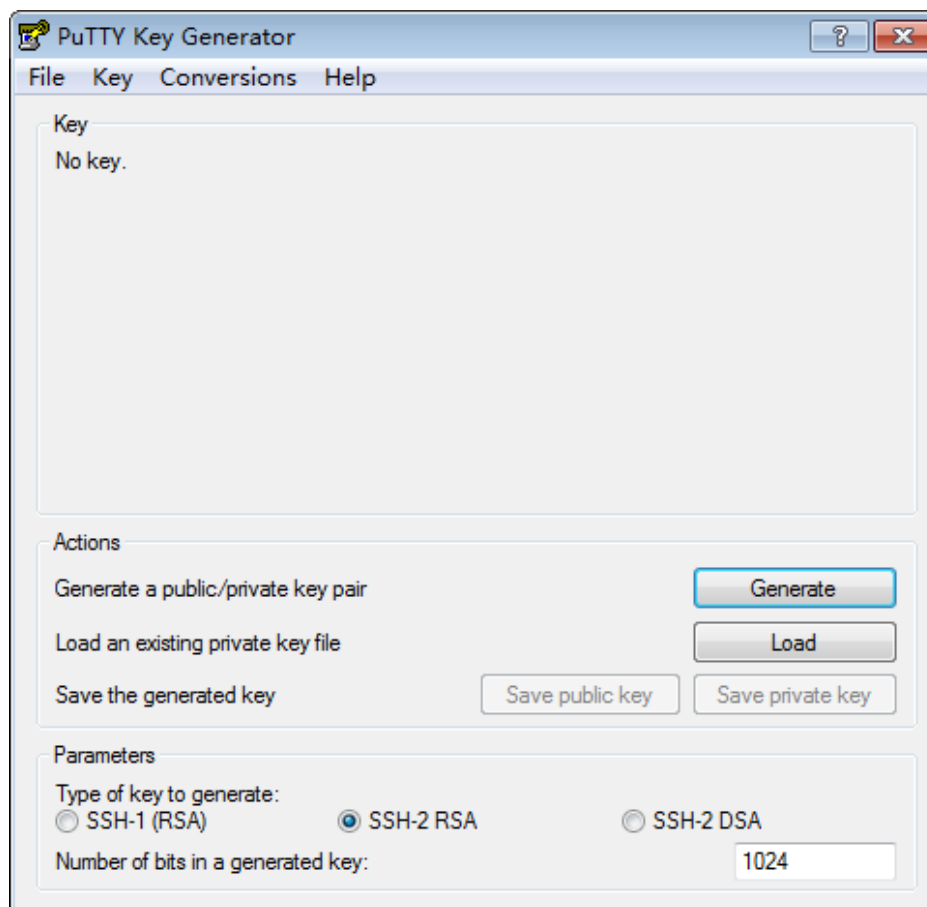 PuTTY Key Generator
File Key Conversions Help
Key
No key.
Actions
Generate a public/private key pair Generate
Load an existing private key file Load
Save the generated key Save public key Save private key
Parameters
Type of key to generate:
SSH-1 (RSA) SSH-2 RSA SSH-2 DSA
Number of bits in a generated key: 1024